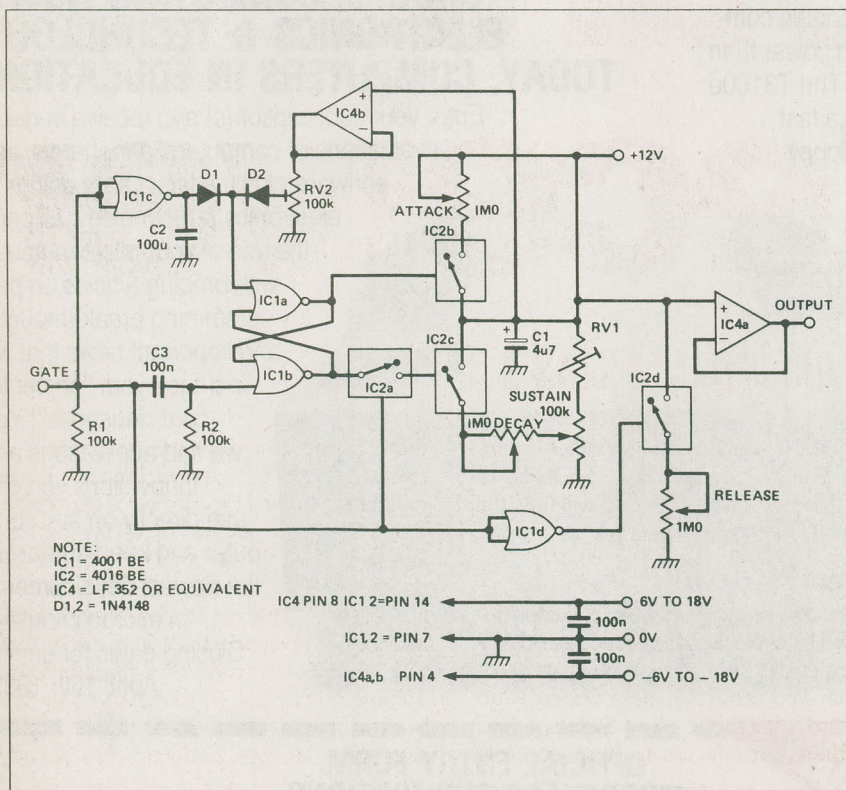 IC4b
+
−
D1
D2
IC1c
RV2
100k
C2
100u
ATTACK
1M0
+12V
IC2b
IC1a
IC2c
C1
4u7
+
RV1
+
−
IC4a
OUTPUT
GATE
C3
100n
IC1b
IC2a
SUSTAIN
100k
IC2d
1M0
DECAY
R1
100k
R2
100k
RELEASE
1M0
IC1d
NOTE:
IC1 = 4001 BE
IC2 = 4016 BE
IC4 = LF 352 OR EQUIVALENT
D1,2 = 1N4148
IC4 PIN 8 IC1 2=PIN 14
6V TO 18V
100n
IC1,2 = PIN 7
0V
100n
IC4a,b PIN 4
−6V TO − 18V